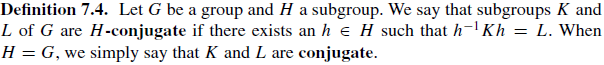 Definition 7.4. Let G be a group and H a subgroup. We say that subgroups K and
L of G are H-conjugate if there exists an h ∈ H such that h⁻¹Kh = L. When
H = G, we simply say that K and L are conjugate.